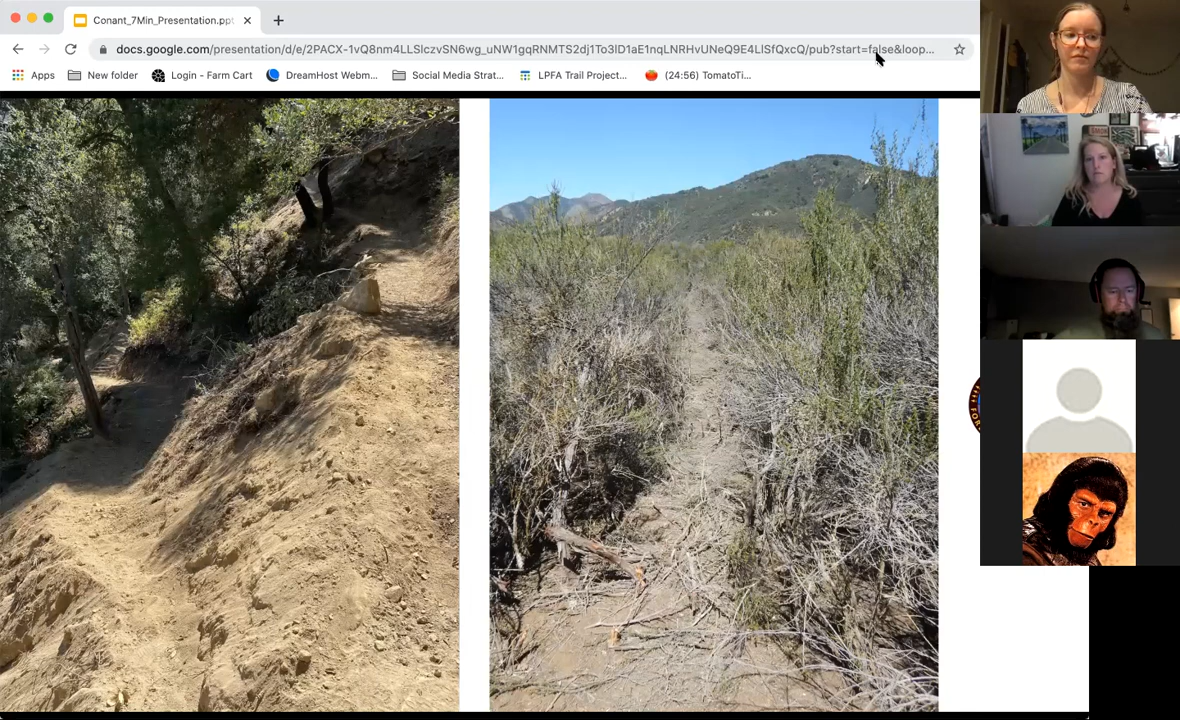 Conant_7Min_Presentation.ppt
docs.google.com/presentation/d/e/2PACX-1vQ8nm4LLSlczvSN6wg_uNW1gqRNMTS2dj1To3lD1aE1nqLNRHvUNeQ9E4LlSfQxcQ/pub?start=false&loop...
Apps New folder Login - Farm Cart DreamHost Webm... Social Media Strat... LPFA Trail Project... (24:56) TomatoTi...